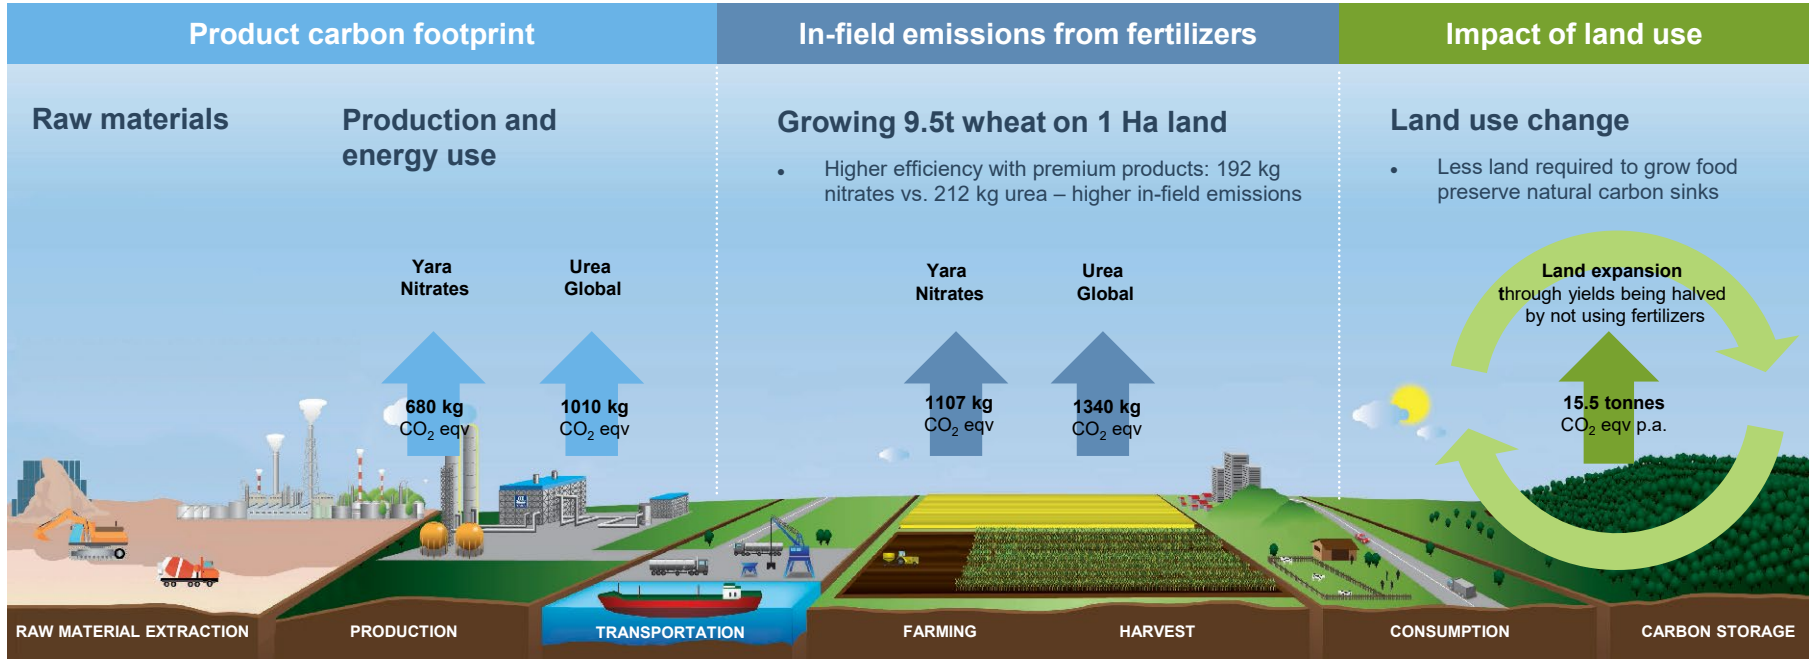 Product carbon footprint
In-field emissions from fertilizers
Impact of land use
Raw materials
Production and
energy use
Growing 9.5t wheat on 1 Ha land
• Higher efficiency with premium products: 192 kg
nitrates vs. 212 kg urea – higher in-field emissions
Land use change
• Less land required to grow food
preserve natural carbon sinks
Yara
Nitrates
Urea
Global
680 kg
CO2 eqv
1010 kg
CO2 eqv
Yara
Nitrates
Urea
Global
1107 kg
CO2 eqv
1340 kg
CO2 eqv
Land expansion
through yields being halved
by not using fertilizers
15.5 tonnes
CO2 eqv p.a.
RAW MATERIAL EXTRACTION
PRODUCTION
TRANSPORTATION
FARMING
HARVEST
CONSUMPTION
CARBON STORAGE